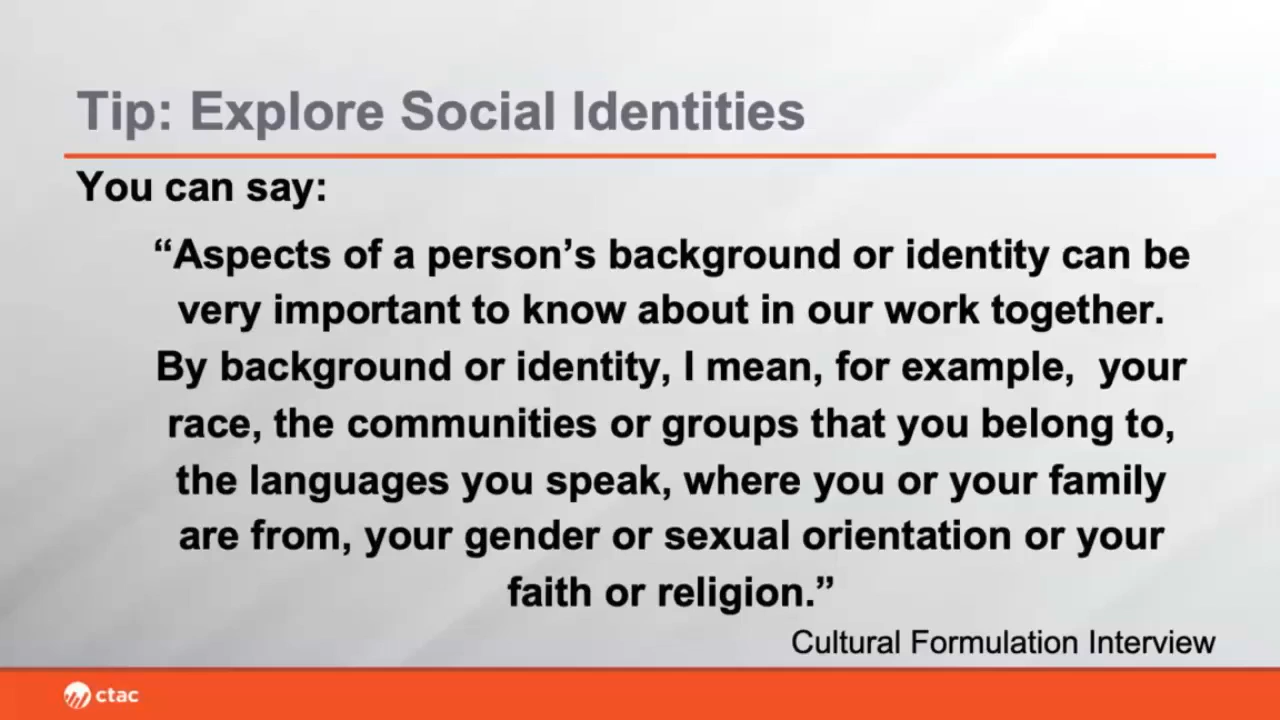 Tip: Explore Social Identities
You can say:
“Aspects of a person’s background or identity can be
very important to know about in our work together.
By background or identity, I mean, for example,  your
race, the communities or groups that you belong to,
the languages you speak, where you or your family
are from, your gender or sexual orientation or your
faith or religion.”
Cultural Formulation Interview
ctac